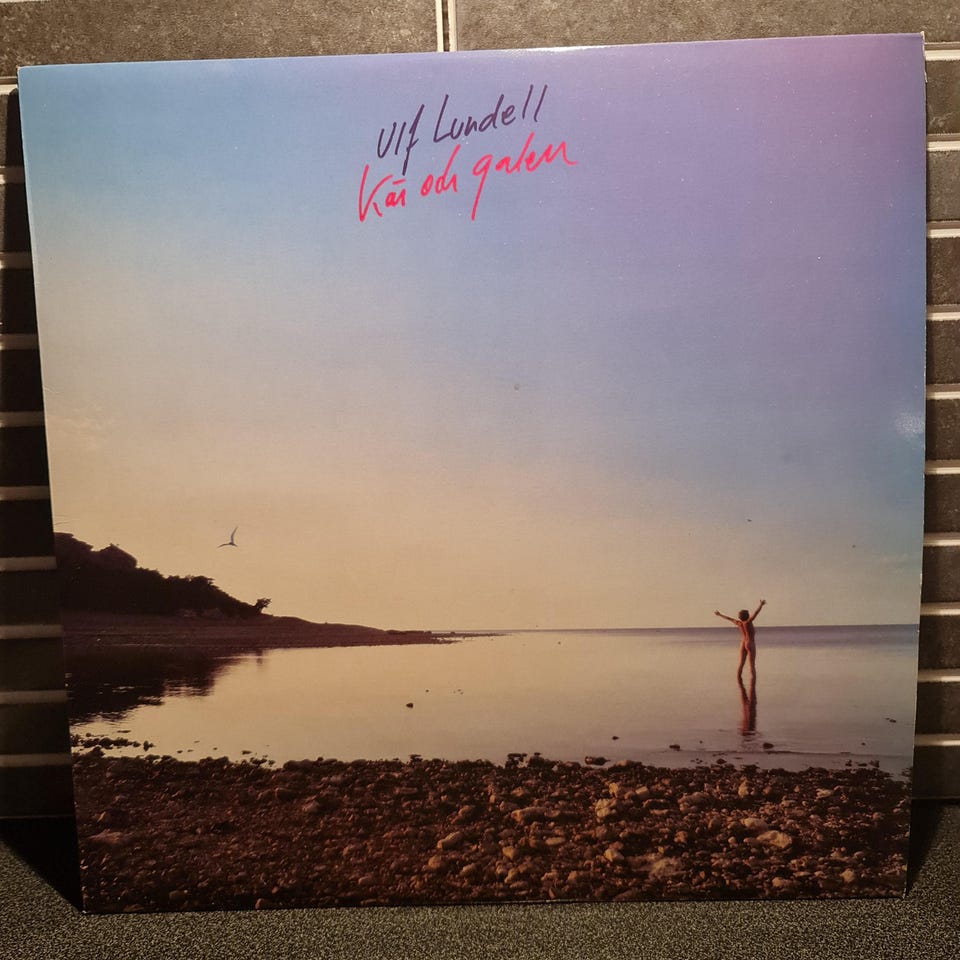 Ulf Lundell
Kär och galen